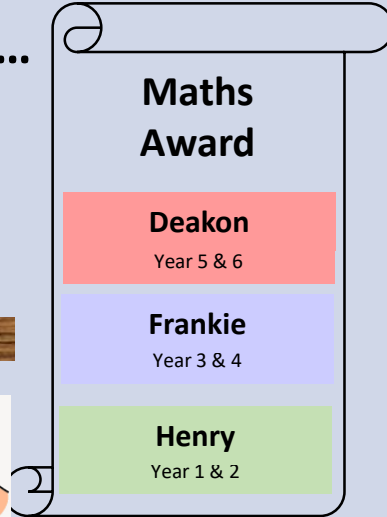 ...
Maths
Award
Deakon
Year 5 & 6
Frankie
Year 3 & 4
Henry
Year 1 & 2